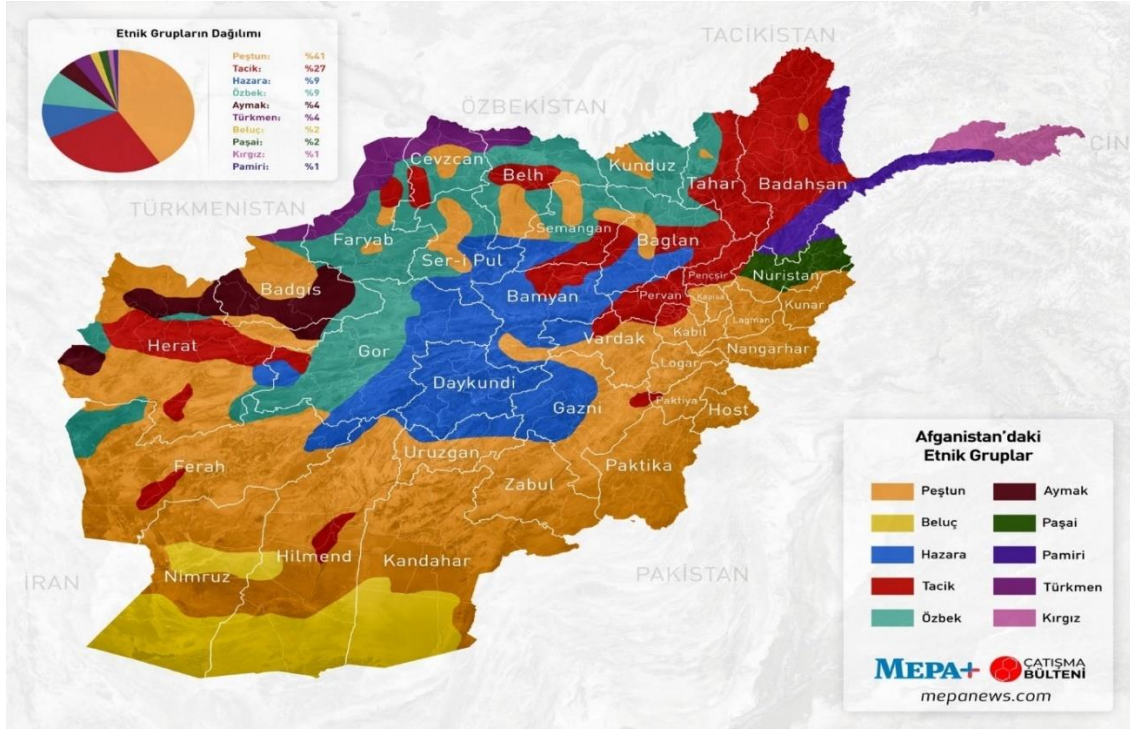 Etnik Grupların Dağılımı
Peştun: %41
Tacik: %27
Hazara: %9
Özbek: %9
Aymak: %4
Türkmen: %4
Beluç: %2
Paşai: %2
Kırgız: %1
Pamiri: %1
TACİKİSTAN
ÖZBEKİSTAN
ÇİN
TÜRKMENİSTAN
İRAN
PAKİSTAN
Cevzcan
Belh
Kunduz
Tahar
Badahşan
Faryab
Ser-i Pul
Semangan
Baglan
Badgis
Bamyan
Pençşir
Nuristan
Pervan
Kapisa
Kunar
Lagman
Herat
Gor
Vardak
Kabil
Nangarhar
Logar
Daykundi
Gazni
Paktiya
Host
Ferah
Uruzgan
Paktika
Zabul
Nimruz
Hilmend
Kandahar
Afganistan'daki
Etnik Gruplar
Peştun Aymak
Beluç Paşai
Hazara Pamiri
Tacik Türkmen
Özbek Kırgız
MEPA+ ÇATIŞMA
BÜLTENİ
mepanews.com